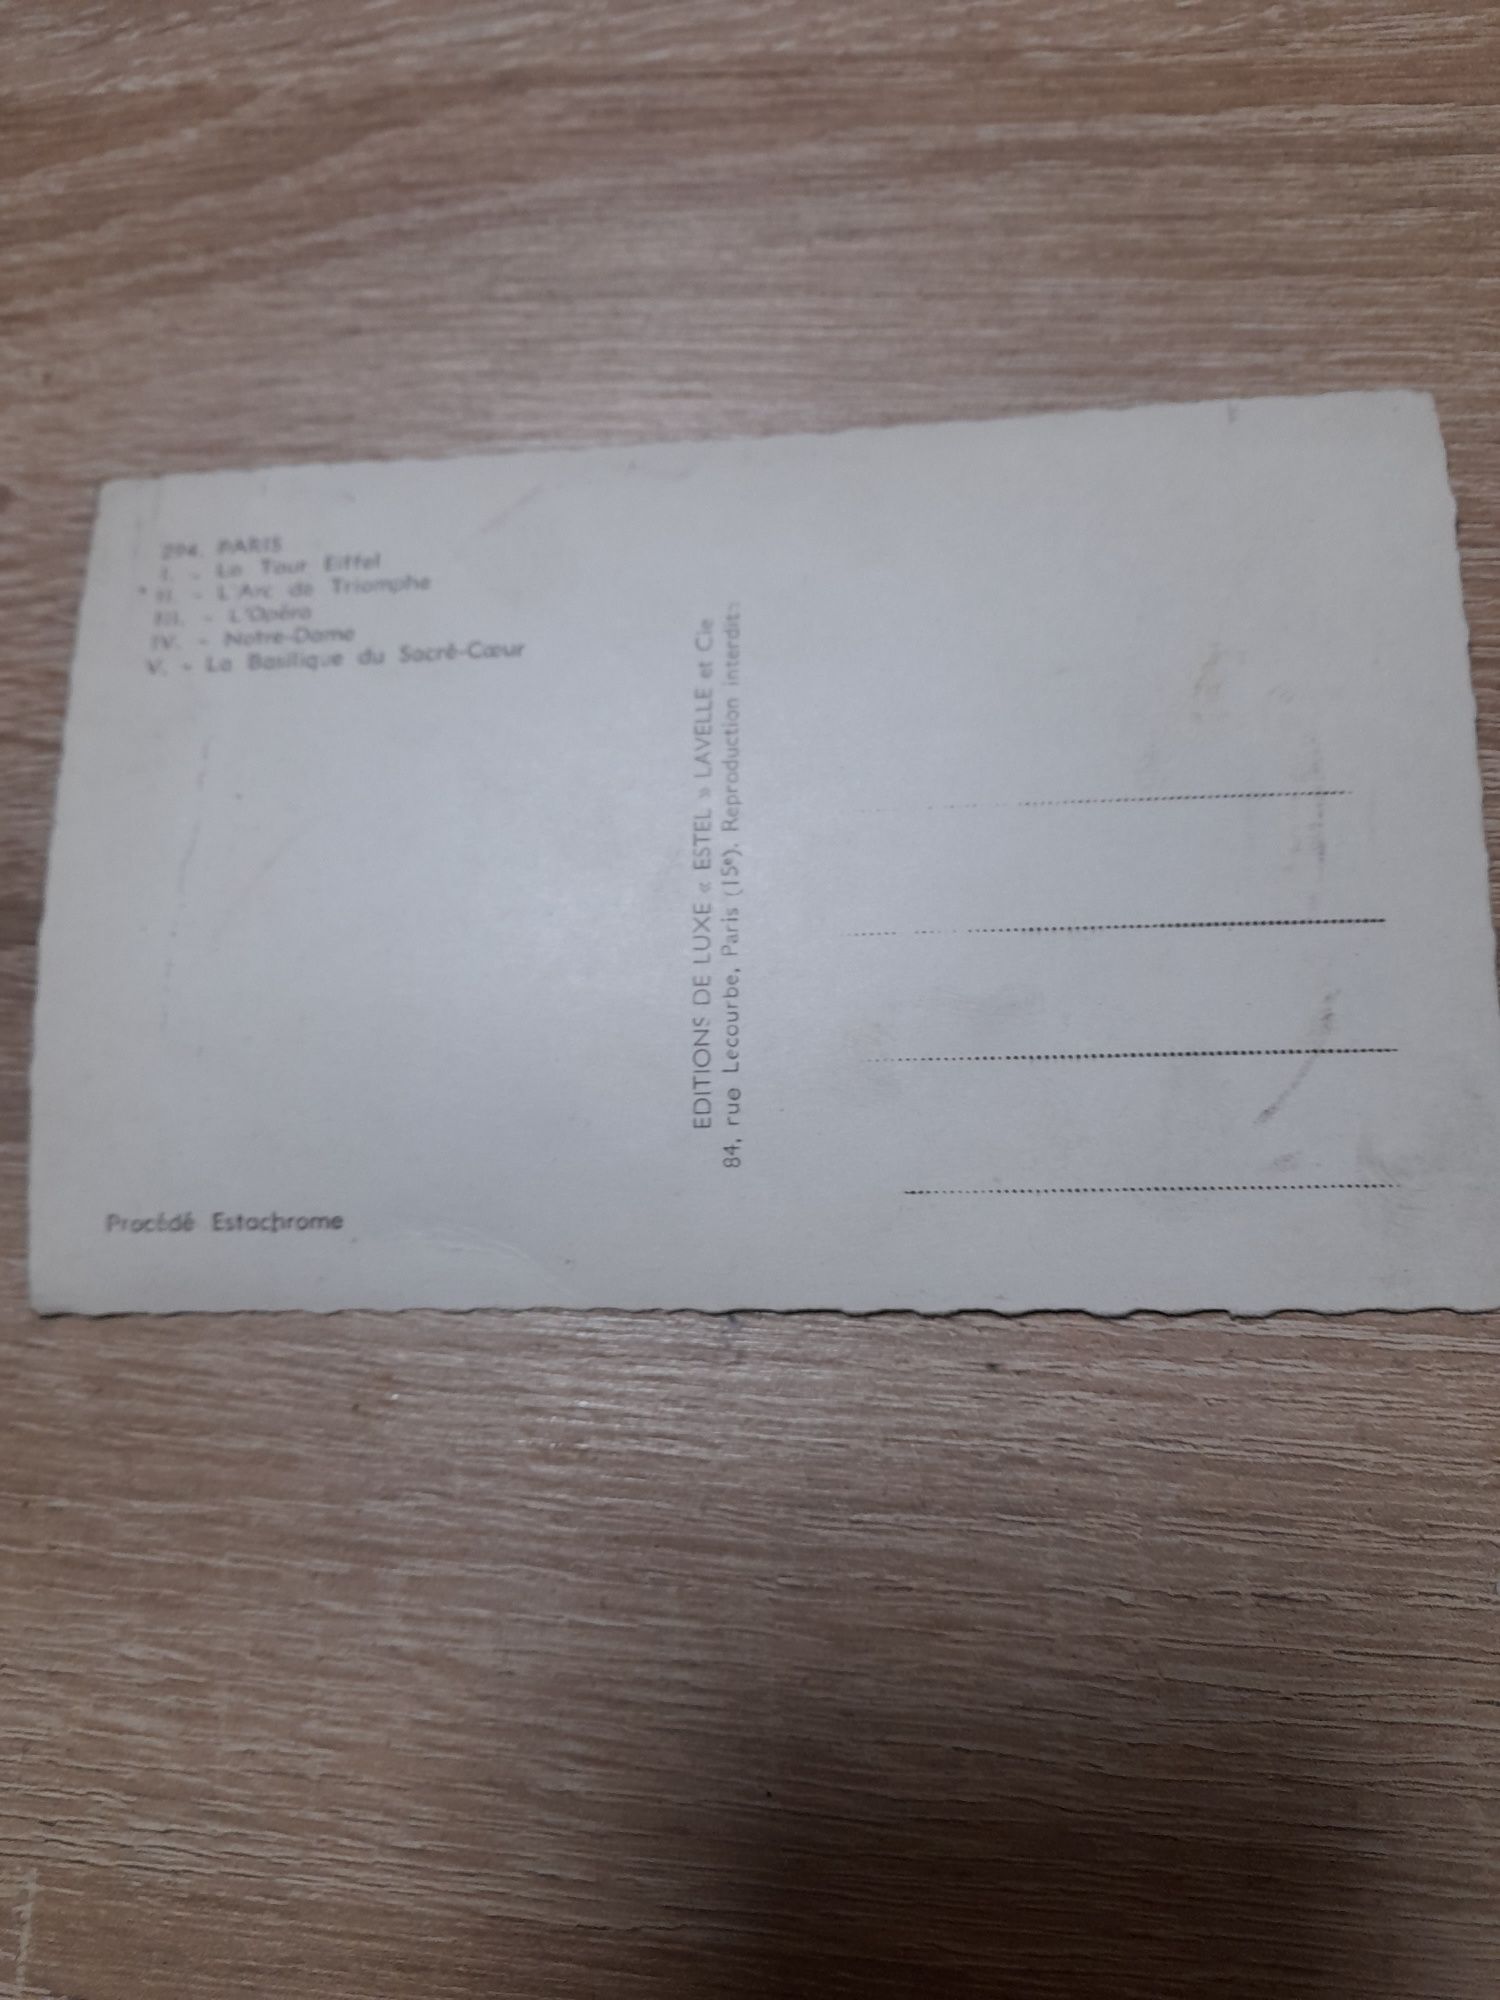 294. PARIS
I. - La Tour Eiffel
II. - L'Arc de Triomphe
III. - L'Opéra
IV. - Notre-Dame
V. - La Basilique du Sacré-Cœur
EDITIONS DE LUXE « ESTEL » LAVELLE et Cie
84, rue Lecourbe, Paris (15e). Reproduction interdite
Procédé Estachrome